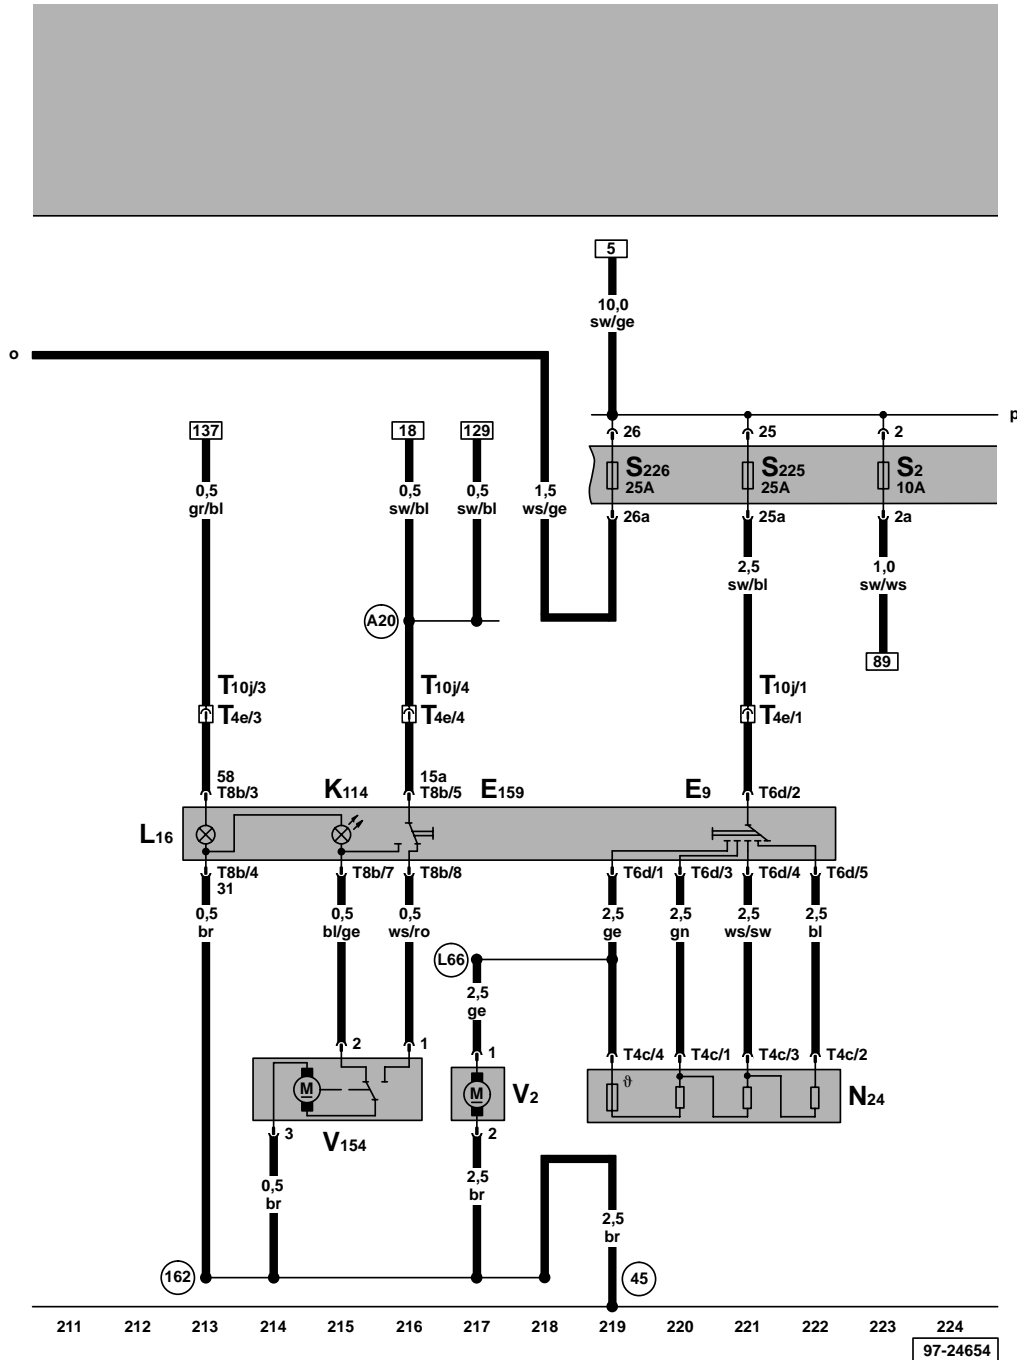 5
10,0
sw/ge
o
p
137
18
129
26
25
2
S226
25A
S225
25A
S2
10A
0,5
gr/bl
0,5
sw/bl
0,5
sw/bl
1,5
ws/ge
26a
25a
2a
2,5
sw/bl
1,0
sw/ws
A20
89
T10j/3
T4e/3
T10j/4
T4e/4
T10j/1
T4e/1
58
T8b/3
K114
15a
T8b/5
E159
E9
T6d/2
L16
T8b/4
31
T8b/7
T8b/8
T6d/1
T6d/3
T6d/4
T6d/5
0,5
br
0,5
bl/ge
0,5
ws/ro
2,5
ge
2,5
gn
2,5
ws/sw
2,5
bl
L66
2,5
ge
2
1
1
T4c/4
T4c/1
T4c/3
T4c/2
M
M
ϑ
V2
N24
3
V154
2
0,5
br
2,5
br
2,5
br
162
45
211 212 213 214 215 216 217 218 219 220 221 222 223 224
97-24654